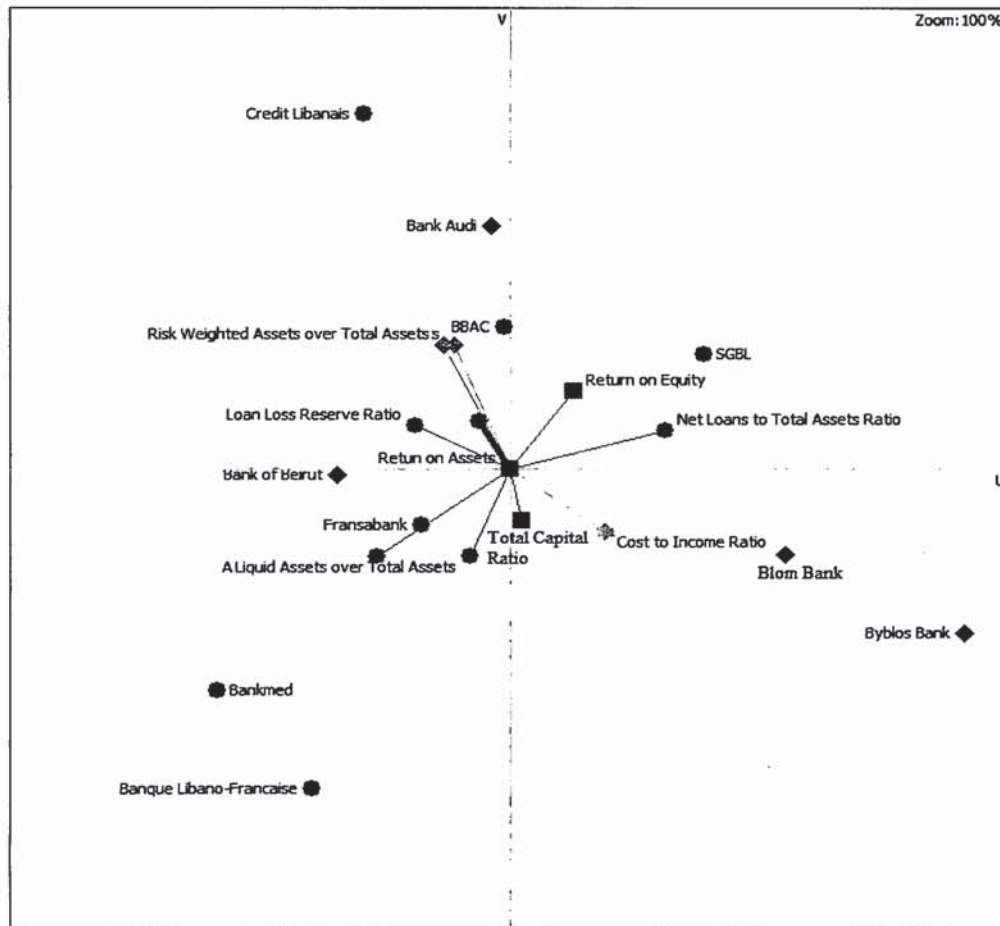 V
Zoom: 100%
Credit Libanais
Bank Audi
BBAC
Risk Weighted Assets over Total Assets
SGBL
Return on Equity
Loan Loss Reserve Ratio
Net Loans to Total Assets Ratio
Return on Assets
Bank of Beirut
U
Fransabank
Total Capital
Ratio
Cost to Income Ratio
A Liquid Assets over Total Assets
Blom Bank
Byblos Bank
Bankmed
Banque Libano-Francaise